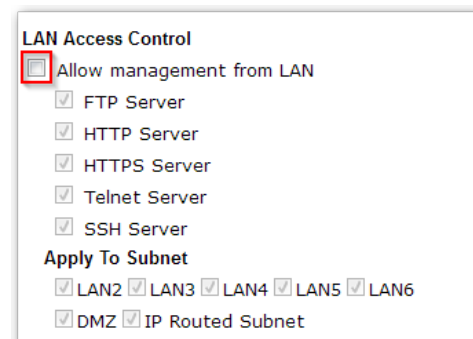 LAN Access Control
Allow management from LAN
FTP Server
HTTP Server
HTTPS Server
Telnet Server
SSH Server
Apply To Subnet
LAN2 LAN3 LAN4 LAN5 LAN6
DMZ IP Routed Subnet